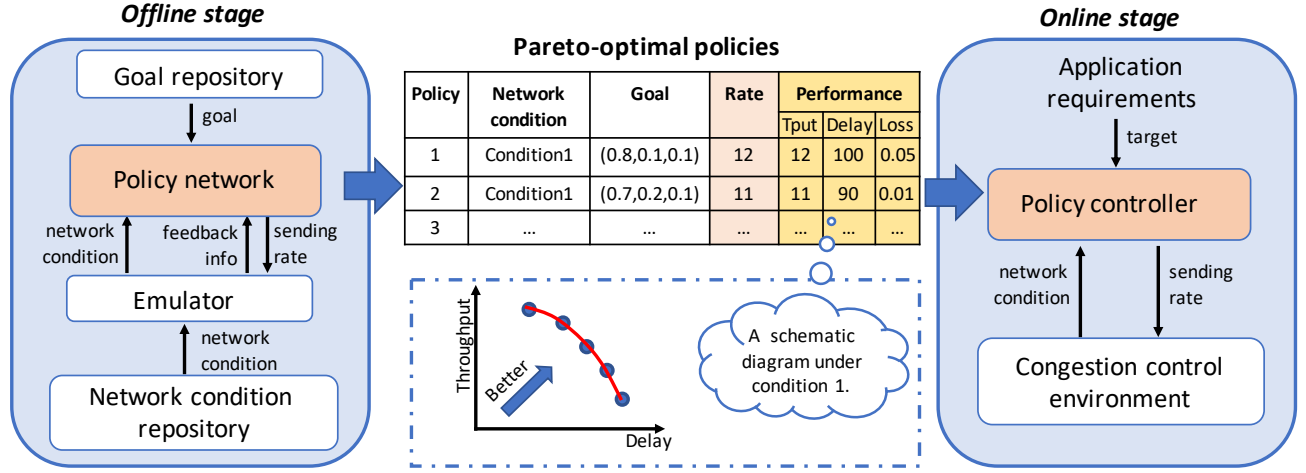 Offline stage
Goal repository
goal
Policy network
network
condition
feedback
info
sending
rate
Emulator
network
condition
Network condition
repository
Pareto-optimal policies
Policy Network condition Goal Rate Performance
Tput Delay Loss
1 Condition1 (0.8,0.1,0.1) 12 12 100 0.05
2 Condition1 (0.7,0.2,0.1) 11 11 90 0.01
3 ... ... ... ... ... ...
Throughput
Better
Delay
A schematic
diagram under
condition 1.
Online stage
Application
requirements
target
Policy controller
network
condition
sending
rate
Congestion control
environment